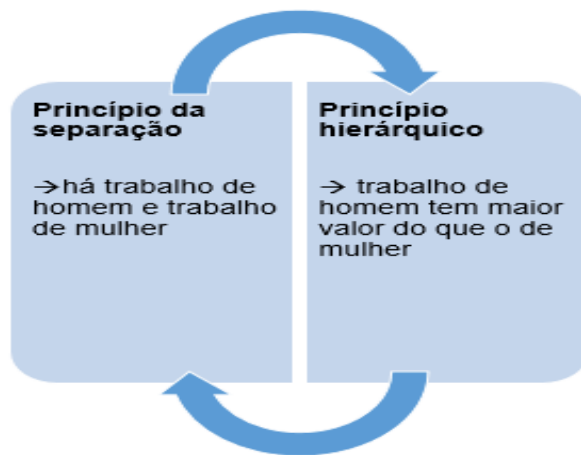 Princípio da
separação
→há trabalho de
homem e trabalho
de mulher
Princípio
hierárquico
→ trabalho de
homem tem maior
valor do que o de
mulher